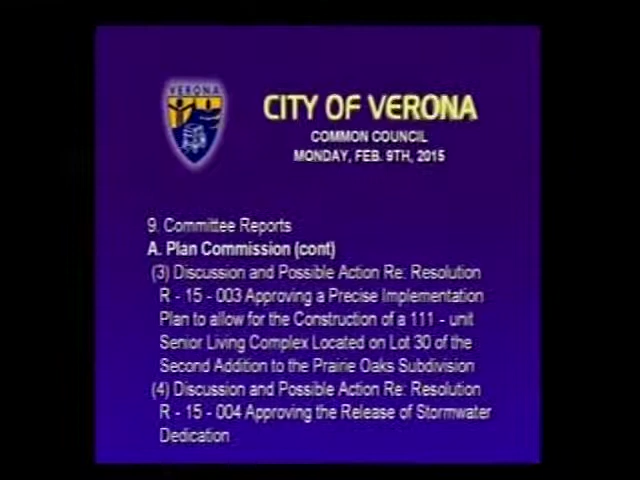 VERONA
CITY OF VERONA
COMMON COUNCIL
MONDAY, FEB. 9TH, 2015
9. Committee Reports
A. Plan Commission (cont)
(3) Discussion and Possible Action Re: Resolution
R - 15 - 003 Approving a Precise Implementation
Plan to allow for the Construction of a 111 - unit
Senior Living Complex Located on Lot 30 of the
Second Addition to the Prairie Oaks Subdivision
(4) Discussion and Possible Action Re: Resolution
R - 15 - 004 Approving the Release of Stormwater
Dedication